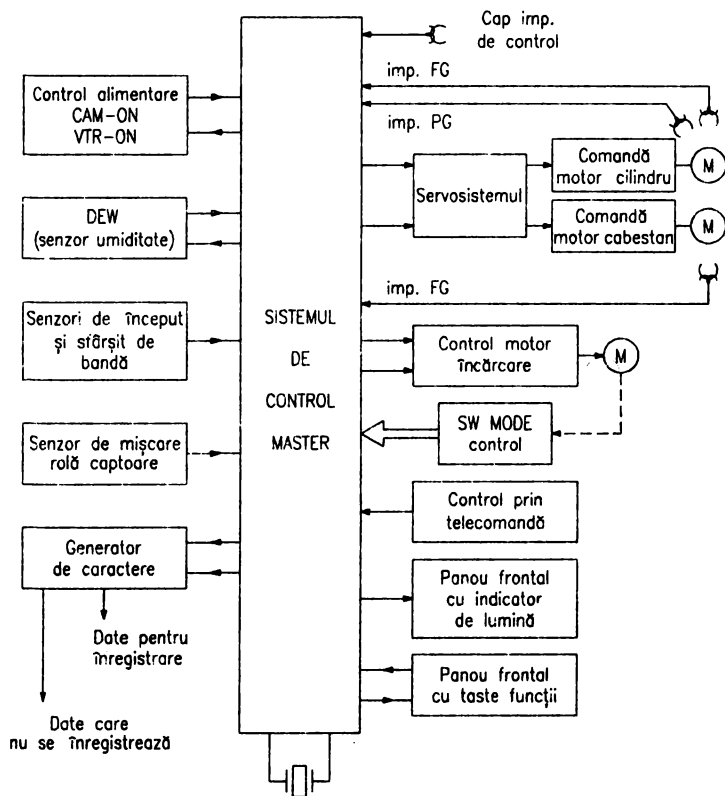 Cap imp.
de control
Control alimentare
CAM-ON
VTR-ON
imp. FG
imp. PG
Servosistemul
Comandă
motor cilindru
M
Comandă
motor cabestan
M
DEW
(senzor umiditate)
imp. FG
Senzori de început
și sfârșit de
bandă
SISTEMUL
DE
CONTROL
MASTER
Control motor
încărcare
M
SW MODE
control
Senzor de mișcare
rolă captoare
Control prin
telecomandă
Generator
de caractere
Panou frontal
cu indicator
de lumină
Date pentru
înregistrare
Panou frontal
cu taste funcții
Date care
nu se înregistrează